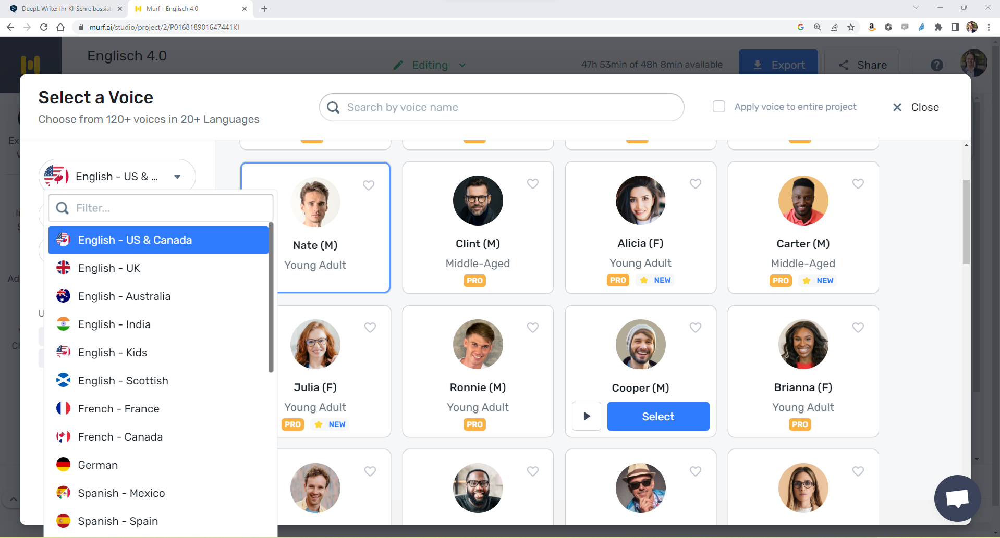 DeepL Write: Ihr KI-Schreibassiste
Murf - Englisch 4.0
murf.ai/studio/project/2/P016818901647441KI
Englisch 4.0
Editing
47h 53min of 48h 8min available
Export
Share
Select a Voice
Choose from 120+ voices in 20+ Languages
Search by voice name
Apply voice to entire project
Close
English - US & ...
Filter...
English - US & Canada
English - UK
English - Australia
English - India
English - Kids
English - Scottish
French - France
French - Canada
German
Spanish - Mexico
Spanish - Spain
Nate (M)
Young Adult
Clint (M)
Middle-Aged
PRO
Alicia (F)
Young Adult
PRO NEW
Carter (M)
Middle-Aged
PRO NEW
Julia (F)
Young Adult
PRO NEW
Ronnie (M)
Young Adult
PRO
Cooper (M)
Select
Brianna (F)
Young Adult
PRO